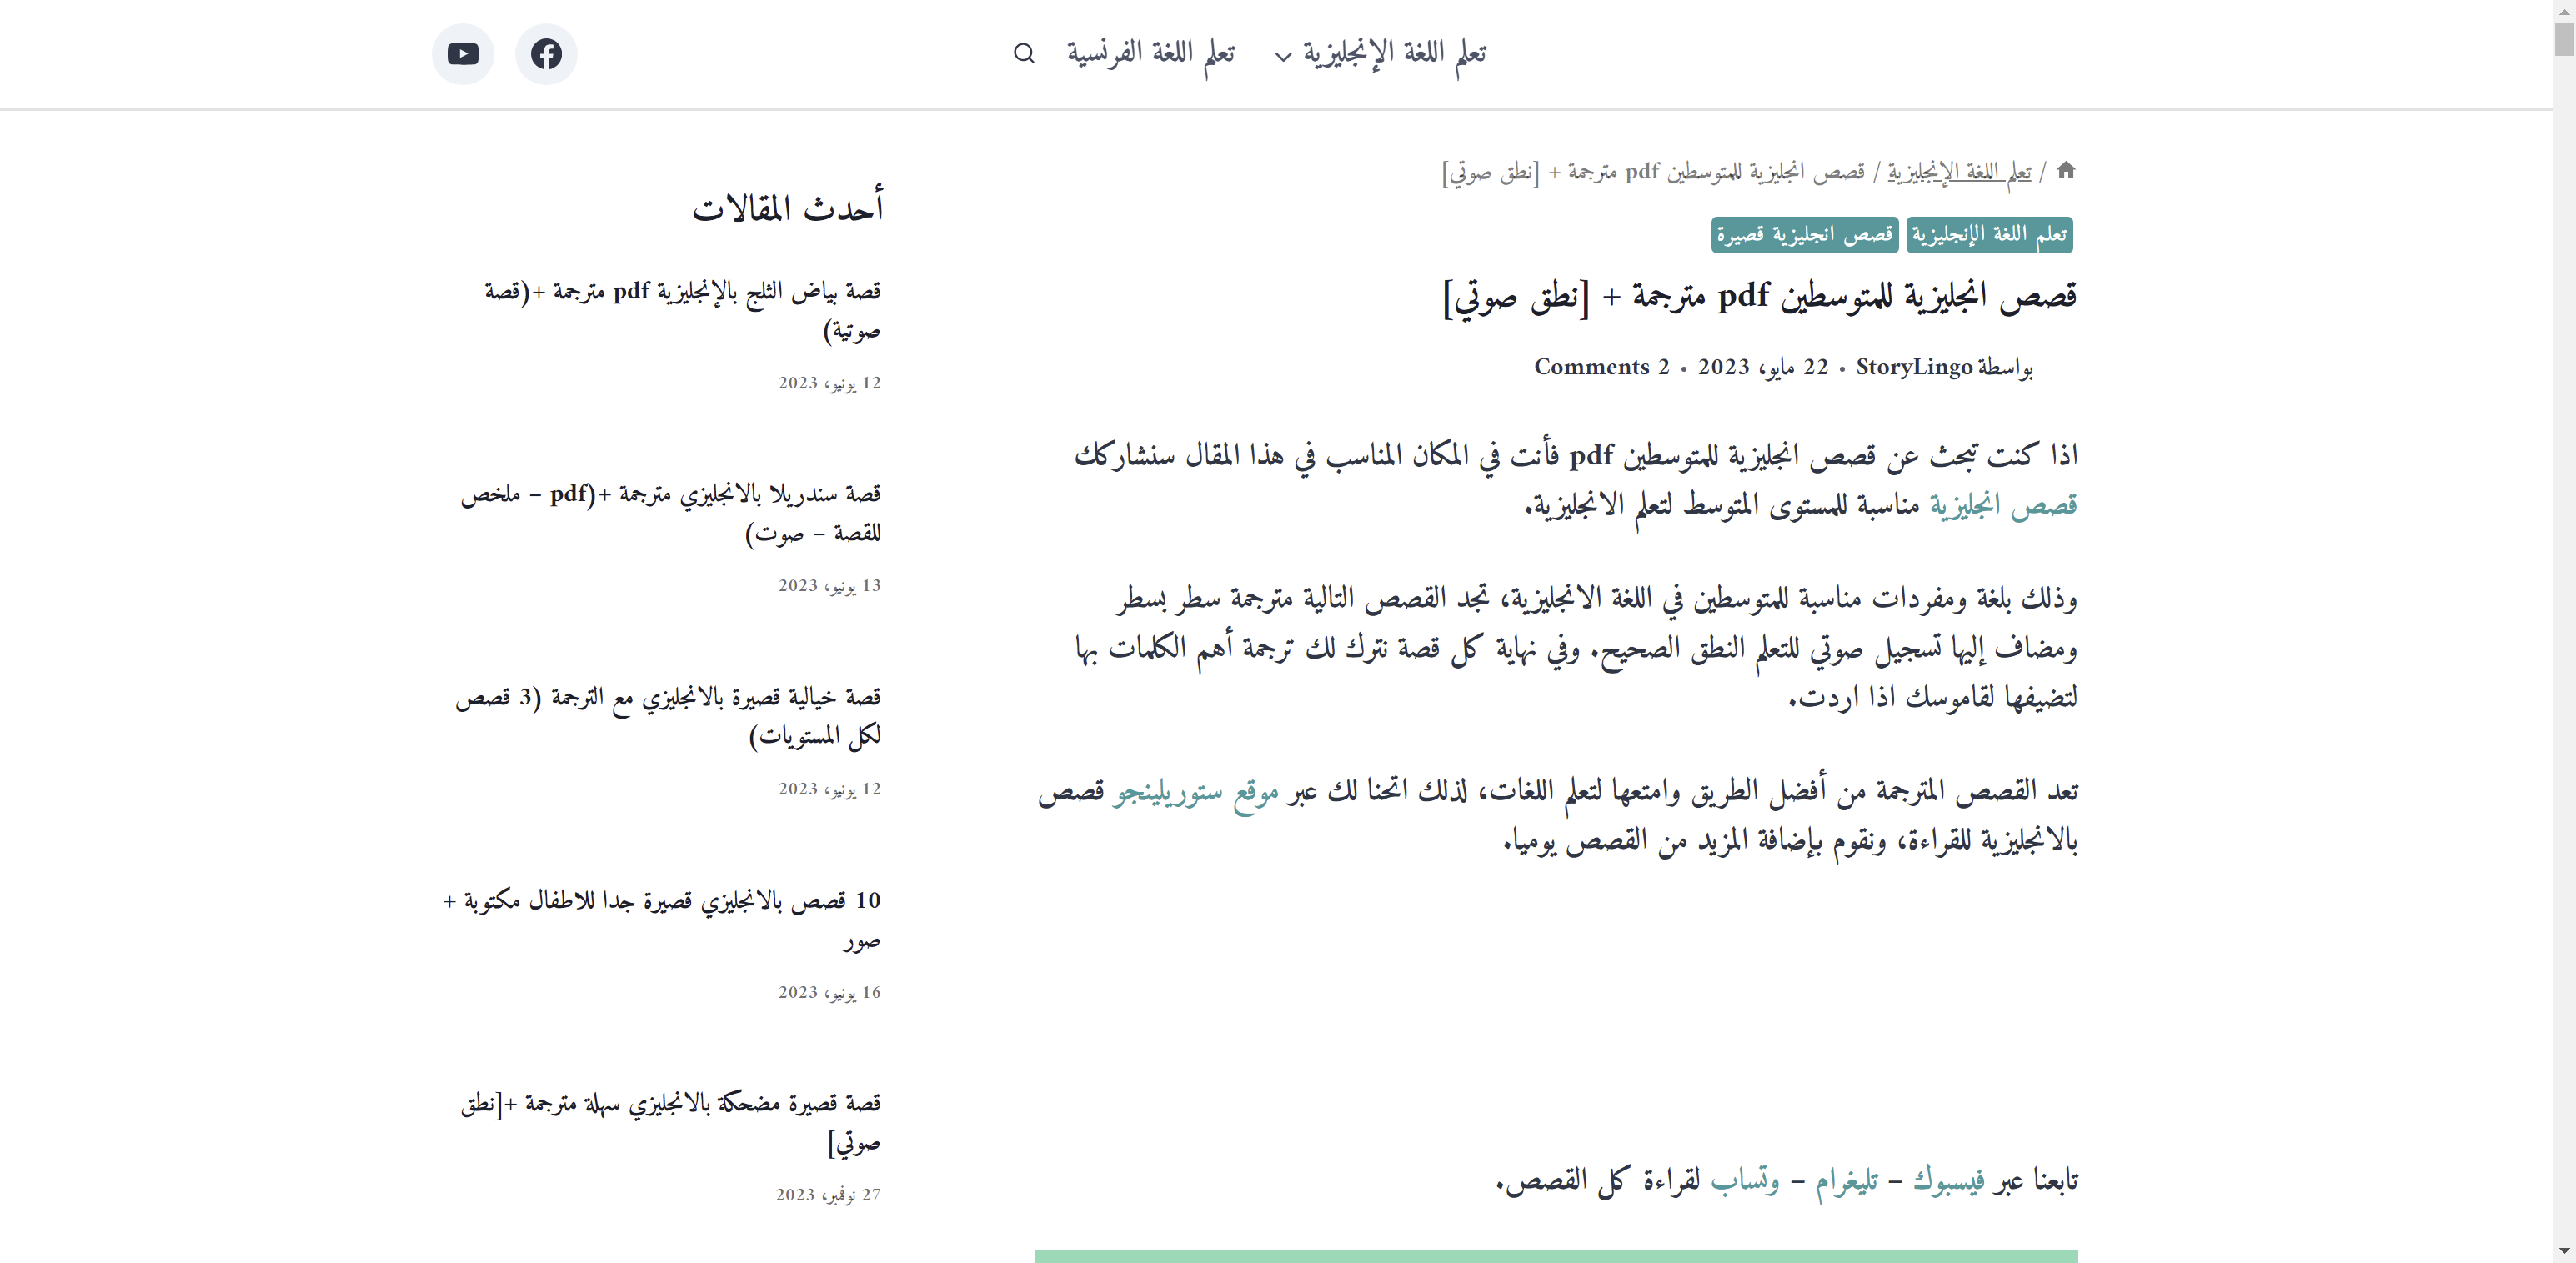 تعلم اللغة الإنجليزية
تعلم اللغة الفرنسية
/ تعلم اللغة الإنجليزية / قصص انجليزية للمتوسطين pdf مترجمة + [نطق صوتي]
تعلم اللغة الإنجليزية
قصص انجليزية قصيرة
قصص انجليزية للمتوسطين pdf مترجمة + [نطق صوتي]
بواسطة StoryLingo • 22 مايو، 2023 • 2 Comments
اذا كنت تبحث عن قصص انجليزية للمتوسطين pdf فأنت في المكان المناسب في هذا المقال سنشاركك
قصص انجليزية مناسبة للمستوى المتوسط لتعلم الانجليزية.
وذلك بلغة ومفردات مناسبة للمتوسطين في اللغة الانجليزية، تجد القصص التالية مترجمة سطر بسطر
ومضاف إليها تسجيل صوتي للتعلم النطق الصحيح. وفي نهاية كل قصة نترك لك ترجمة أهم الكلمات بها
لتضيفها لقاموسك اذا اردت.
تعد القصص المترجمة من أفضل الطريق وامتعها لتعلم اللغات، لذلك اتحنا لك عبر موقع ستوريلينجو قصص
بالانجليزية للقراءة، ونقوم بإضافة المزيد من القصص يوميا.
تابعنا عبر فيسبوك – تليغرام – وتساب لقراءة كل القصص.
أحدث المقالات
قصة بياض الثلج بالإنجليزية pdf مترجمة +(قصة
صوتية)
12 يونيو، 2023
قصة سندريلا بالانجليزي مترجمة +(pdf – ملخص
للقصة – صوت)
13 يونيو، 2023
قصة خيالية قصيرة بالانجليزي مع الترجمة (3 قصص
لكل المستويات)
12 يونيو، 2023
10 قصص بالانجليزي قصيرة جدا للاطفال مكتوبة +
صور
16 يونيو، 2023
قصة قصيرة مضحكة بالانجليزي سهلة مترجمة +[نطق
صوتي]
27 نوفمبر، 2023